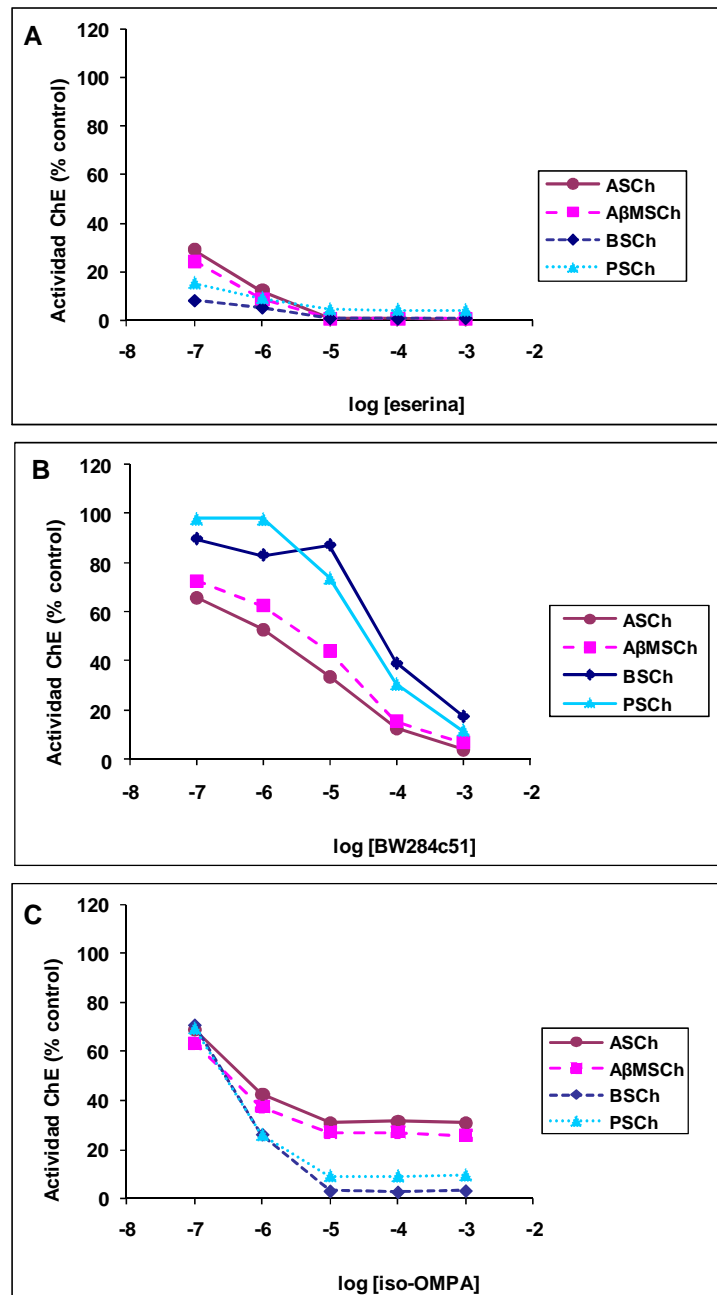 A
Actividad ChE (% control)
120
100
80
60
40
20
0
-8 -7 -6 -5 -4 -3 -2
log [eserina]
ASCh
AβMSCh
BSCh
PSCh
B
Actividad ChE (% control)
120
100
80
60
40
20
0
-8 -7 -6 -5 -4 -3 -2
log [BW284c51]
ASCh
AβMSCh
BSCh
PSCh
C
Actividad ChE (% control)
120
100
80
60
40
20
0
-8 -7 -6 -5 -4 -3 -2
log [iso-OMPA]
ASCh
AβMSCh
BSCh
PSCh